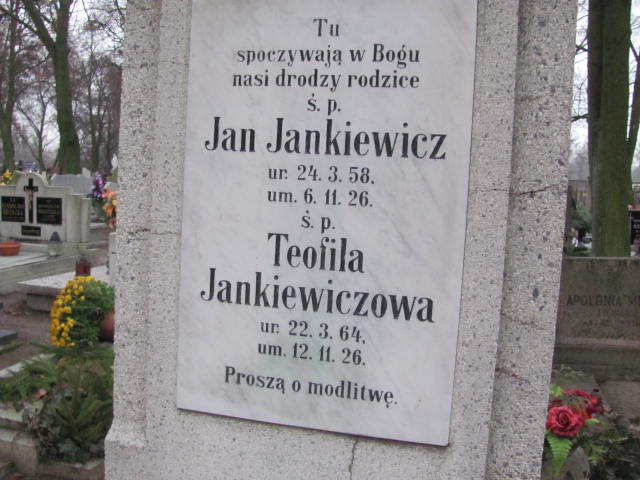 Tu
spoczywają w Bogu
nasi drodzy rodzice
ś. p.
Jan Jankiewicz
ur. 24. 3. 58.
um. 6. 11. 26.
ś. p.
Teofila
Jankiewiczowa
ur. 22. 3. 64,
um. 12. 11. 26.
Proszą o modlitwę.
APOLONIA